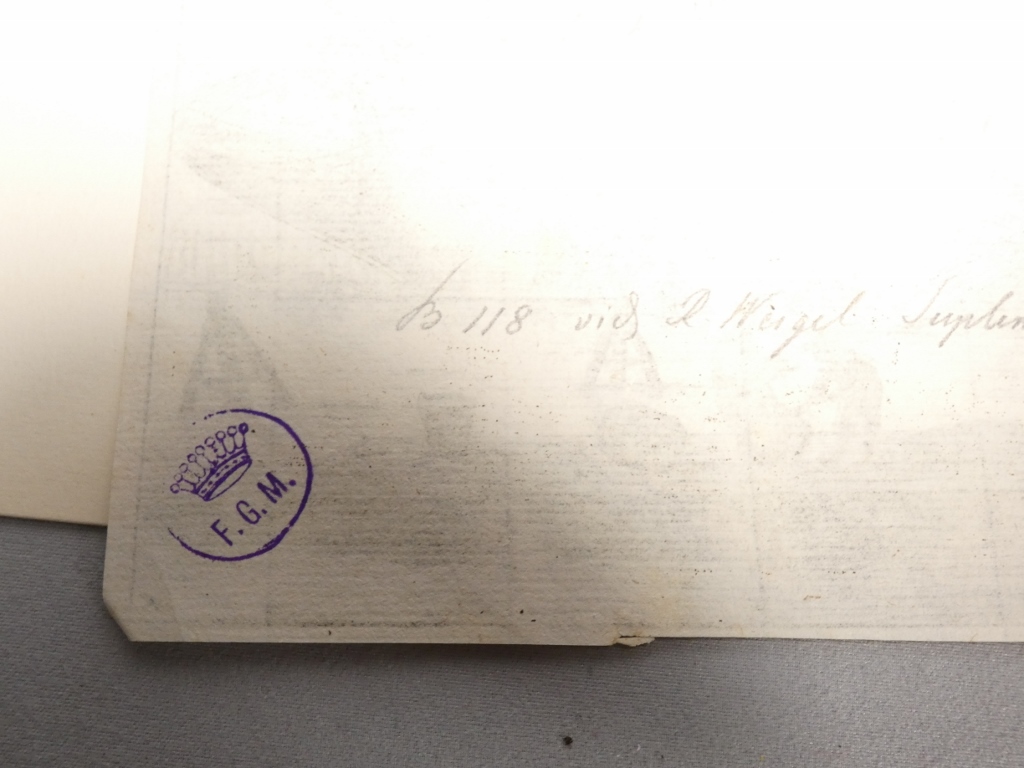 B 118 vid R Weigel Suplem
F. G. M.